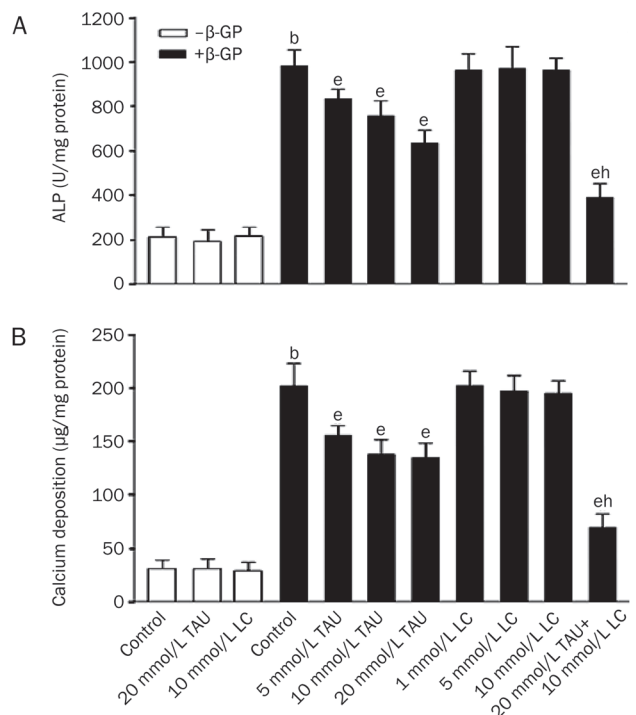 A
1200
1000
800
600
400
200
0
ALP (U/mg protein)
−β-GP
+β-GP
b
e
e
e
eh
B
250
200
150
100
50
0
Calcium deposition (µg/mg protein)
b
e
e
e
eh
Control
20 mmol/L TAU
10 mmol/L LC
Control
5 mmol/L TAU
10 mmol/L TAU
20 mmol/L TAU
1 mmol/L LC
5 mmol/L LC
10 mmol/L LC
20 mmol/L TAU+
10 mmol/L LC